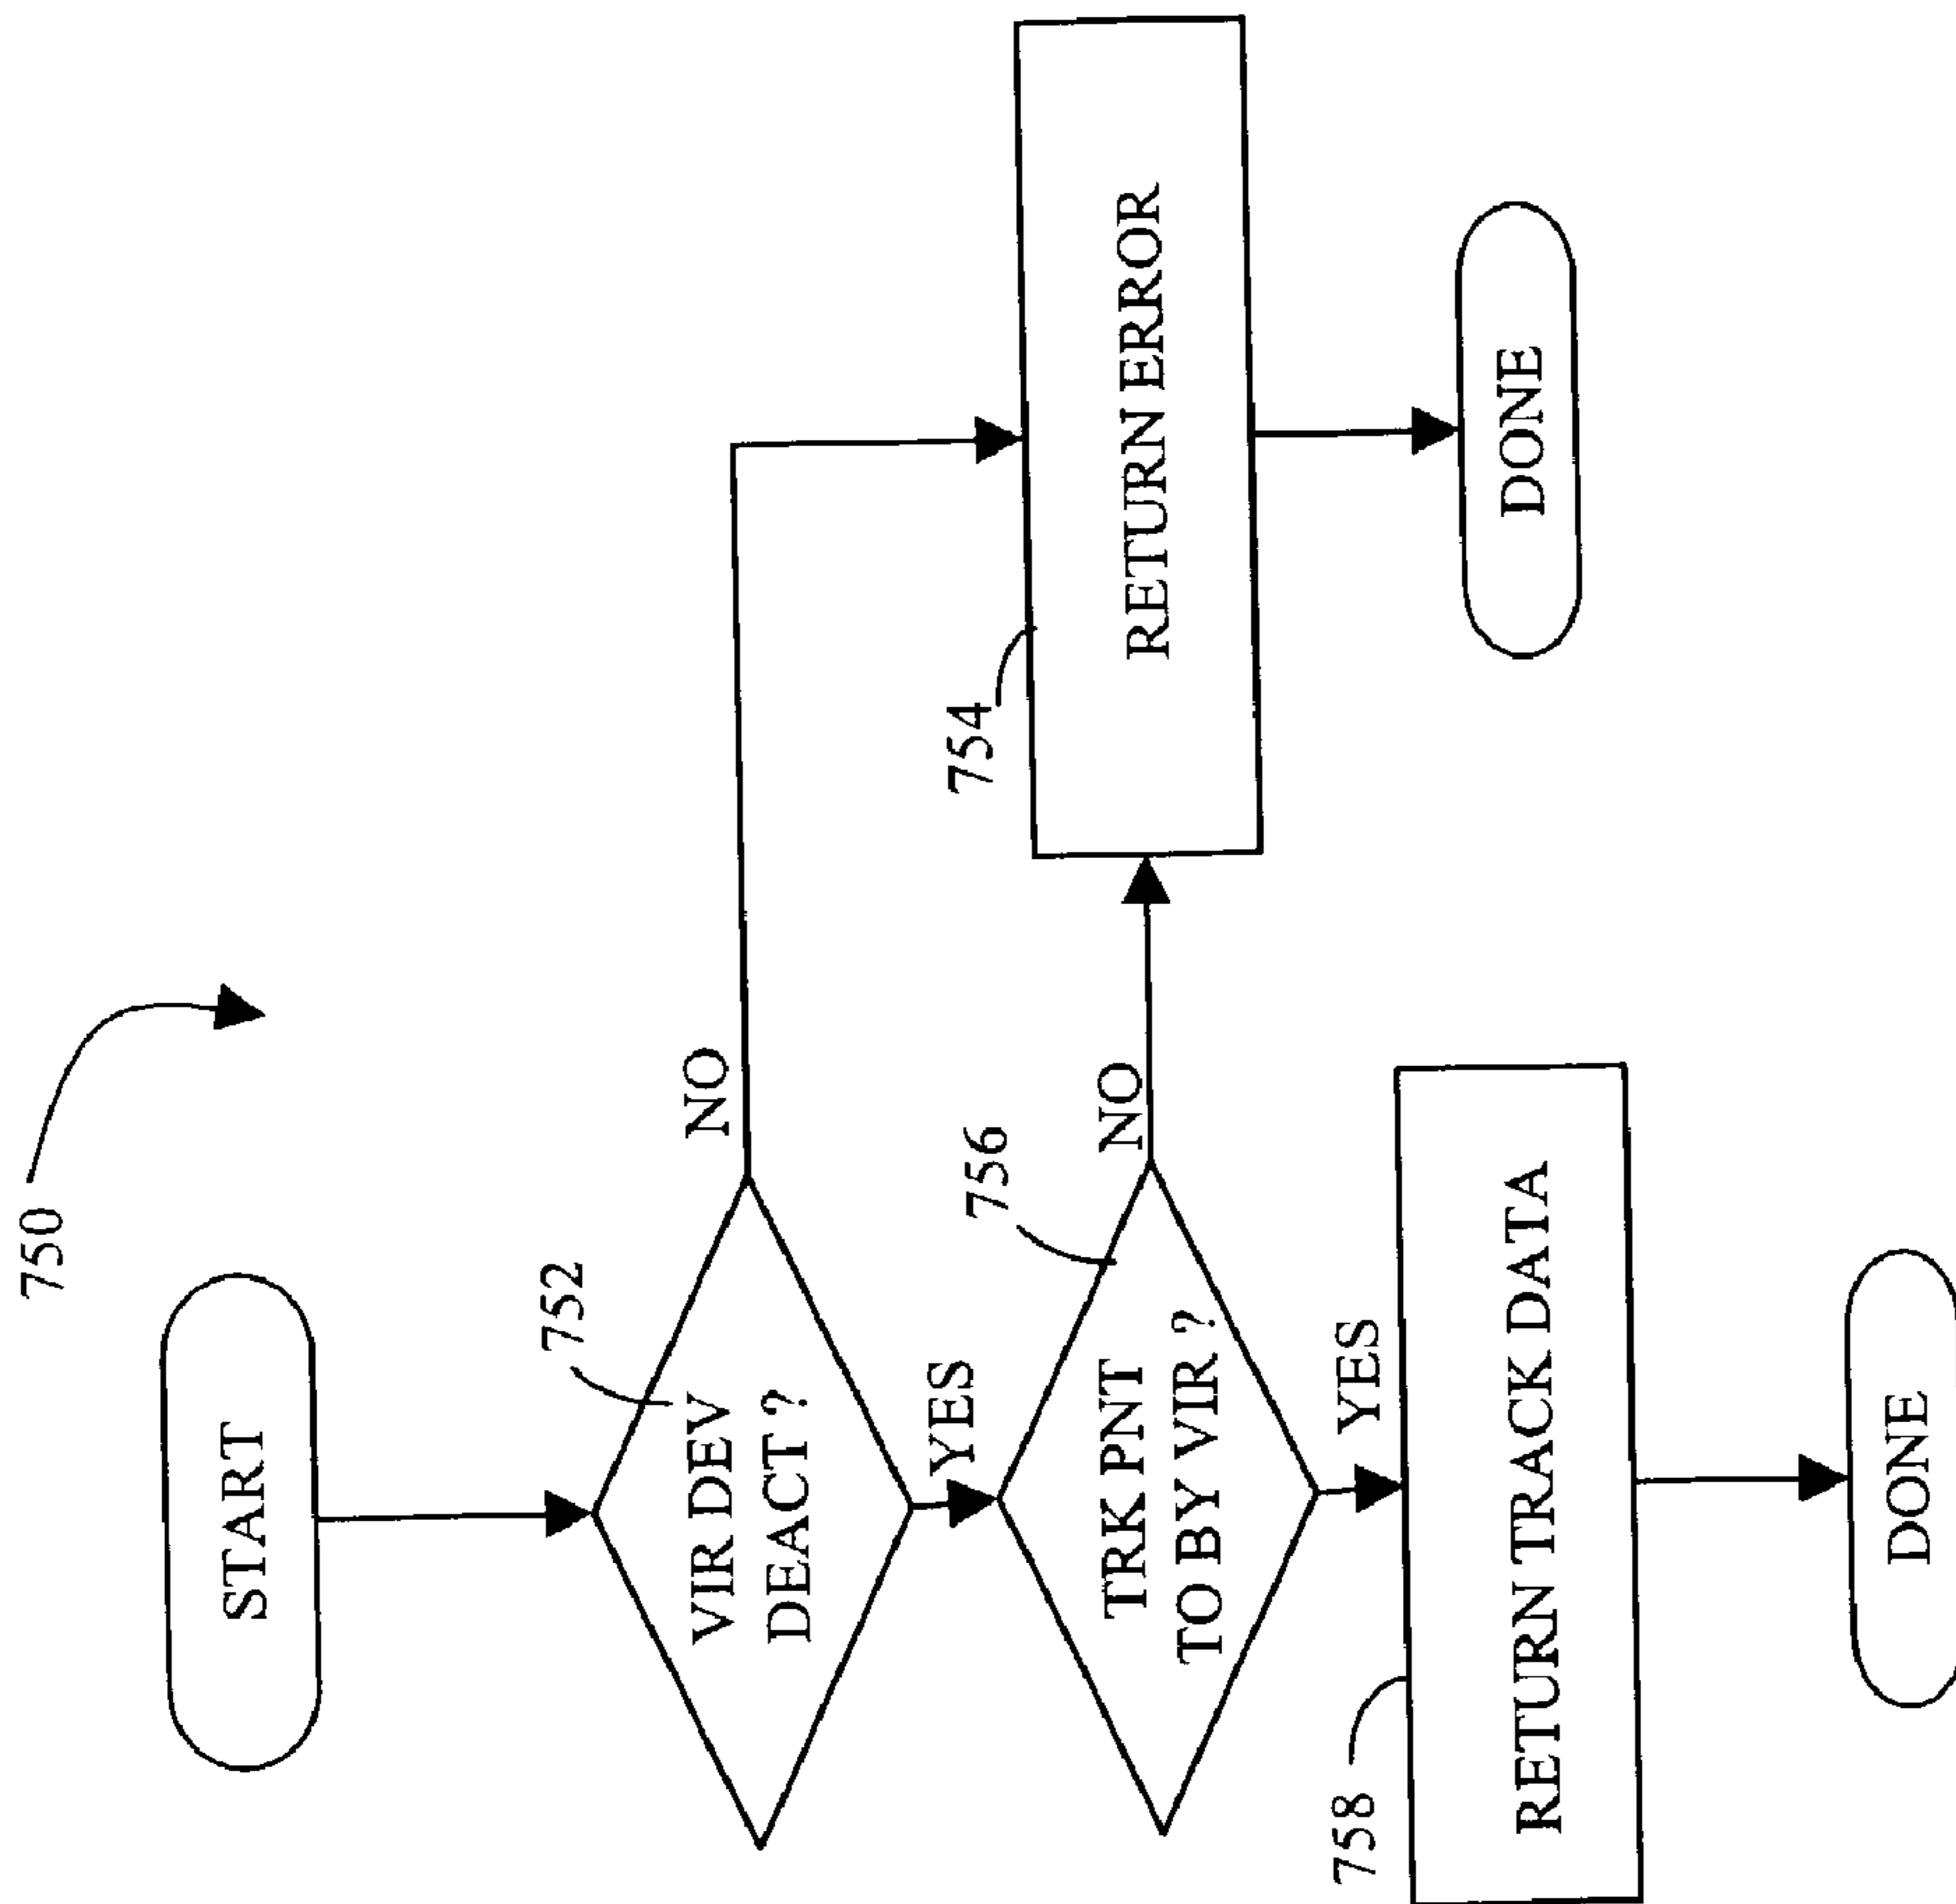 750
START
752
VIR DEV
DEACT ?
NO
YES
756
TRK PNT
TO BY VIR ?
NO
754
RETURN ERROR
YES
758
RETURN TRACK DATA
DONE
DONE